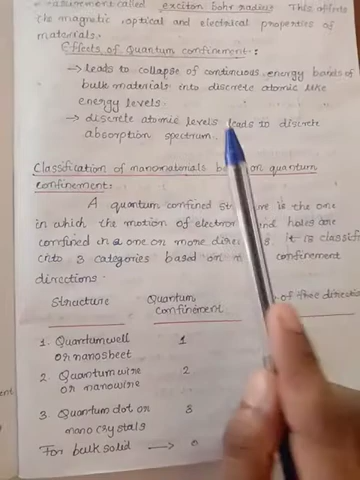 measurement called exciton bohr radius. This affects
the magnetic, optical and electrical properties of
materials.
Effects of Quantum confinement:
→ leads to collapse of continuous energy bands of
bulk materials into discrete atomic like
energy levels.
→ discrete atomic levels leads to discrete
absorption spectrum.
Classification of nanomaterials on quantum
confinement:
A quantum confined is the one
in which the motion of electron and holes are
confined in a one or more It is
into 3 categories based on confinement
directions.
Structure Quantum confinement of free
1. Quantum well or nanosheet 1
2. Quantum wire or nanowire 2
3. Quantum dot or nano crystals 3
For bulk solid → 0